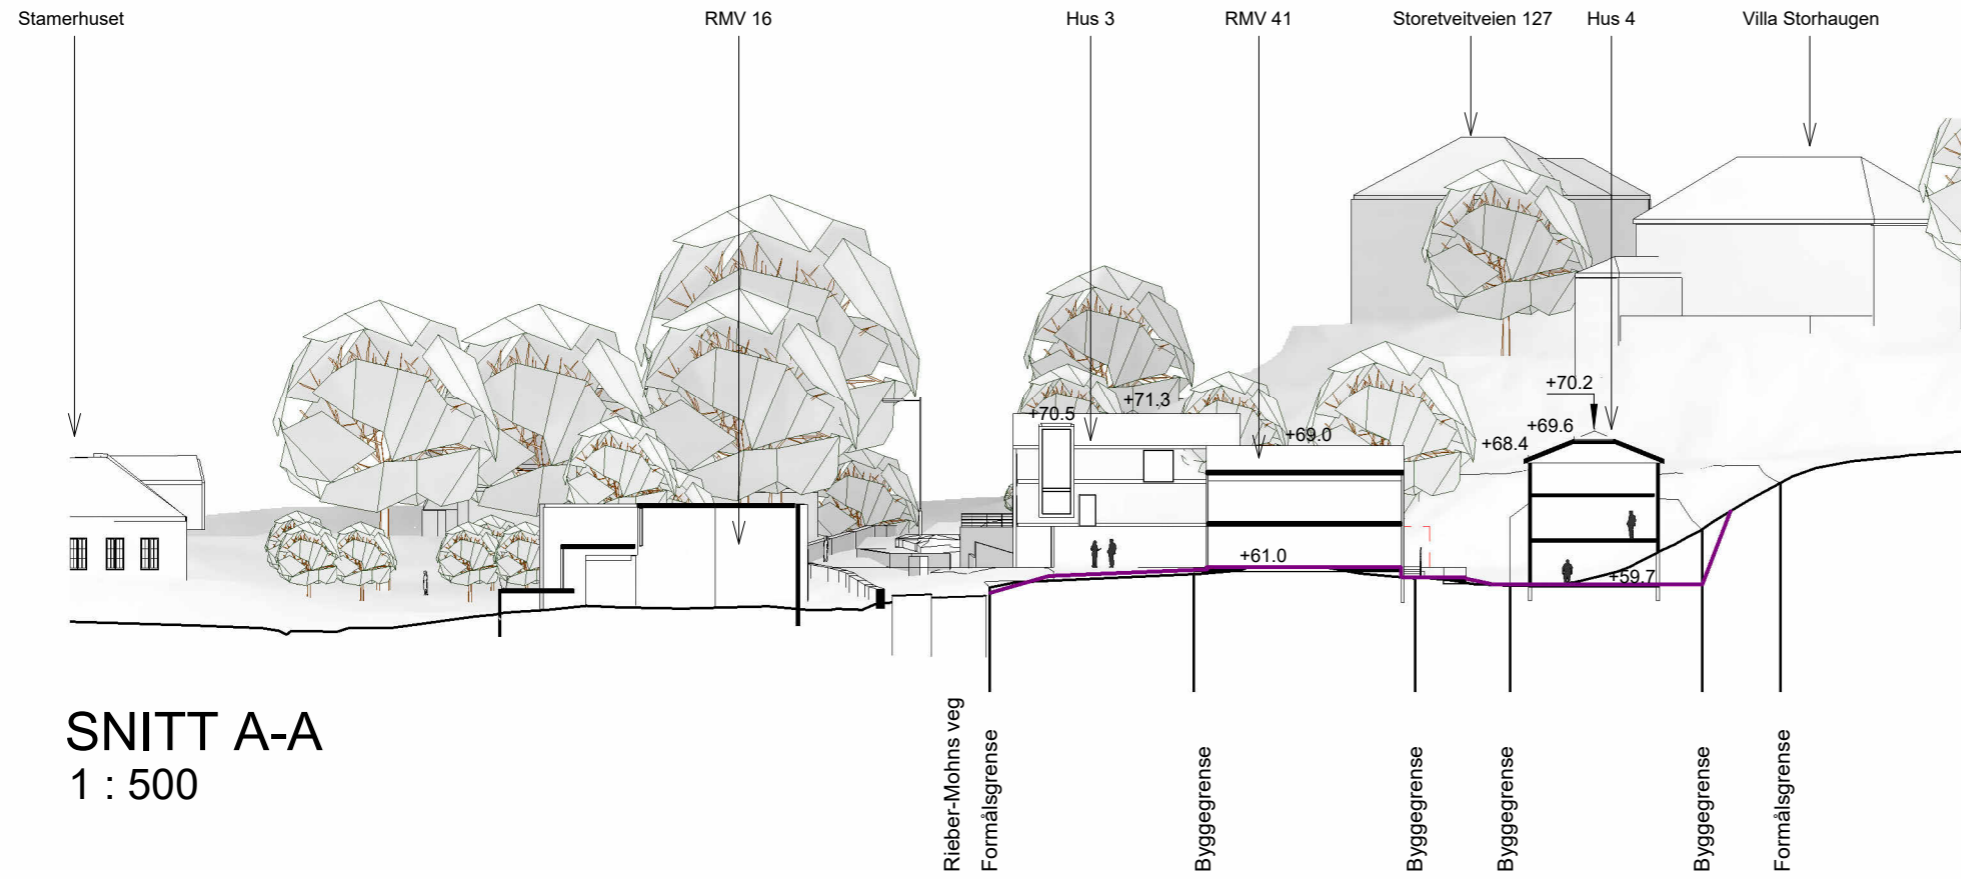 Stamerhuset
RMV 16
Hus 3
RMV 41
Storetveitveien 127
Hus 4
Villa Storhaugen
+70.2
+71.3
+70.5
+69.6
+69.0
+68.4
+61.0
+59.7
SNITT A-A
1 : 500
Rieber-Mohns veg
Formålsgrense
Byggegrense
Byggegrense
Byggegrense
Byggegrense
Formålsgrense